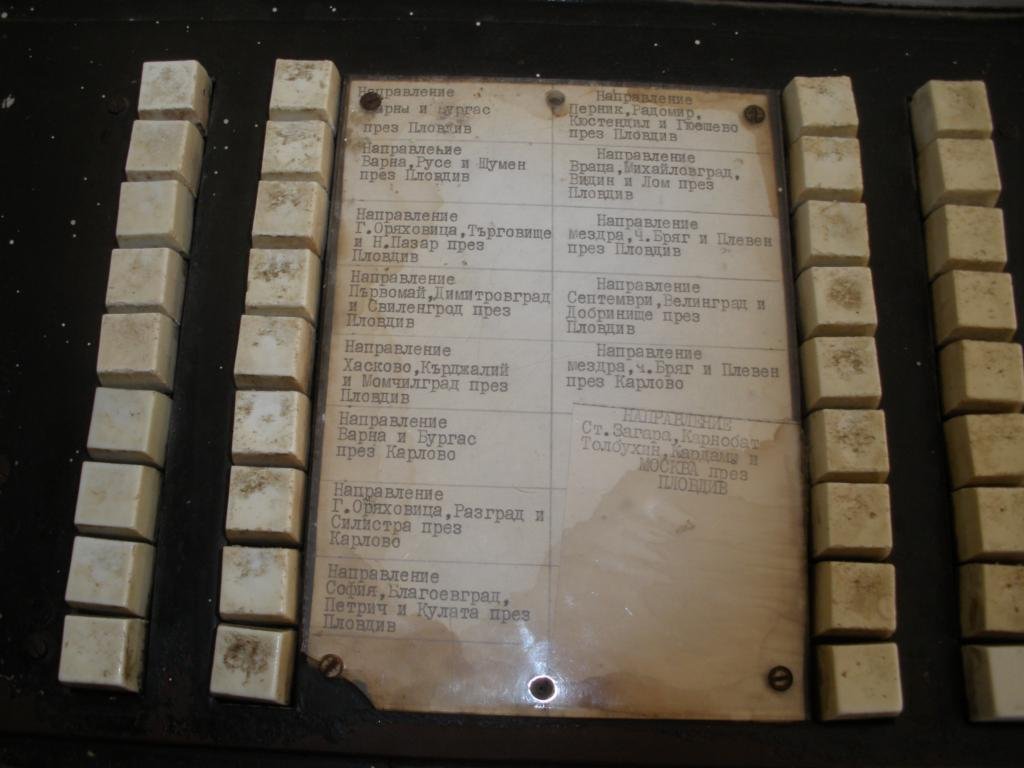 Направление
Варна и Бургас
през Пловдив
Направление
Варна,Русе и Шумен
през Пловдив
Направление
Г.Оряховица,Търговище
и Н.Пазар през
Пловдив
Направление
Първомай,Димитровград
и Свиленгрод през
Пловдив
Направление
Хасково,Кърджалий
и Момчилград през
Пловдив
Направление
Варна и Бургас
през Карлово
Направление
Г.Оряховица,Разград и
Силистра през
Карлово
Направление
София,Благоевград,
Петрич и Кулата през
Пловдив
Направление
Перник,Радомир,
Кюстендил и Гюешево
през Пловдив
Направление
Враца,Михайловград,
Видин и Лом през
Пловдив
Направление
мездра,Ч.Бряг и Плевен
през Пловдив
Направление
Септември,Велинград и
Добринище през
Пловдив
Направление
мездра,ч.Бряг и Плевен
през Карлово
НАПРАВЛЕНИЕ
Ст.Загара,Карнобат
Толбухин,Кардама и
МОСКВА през
ПЛОВДИВ